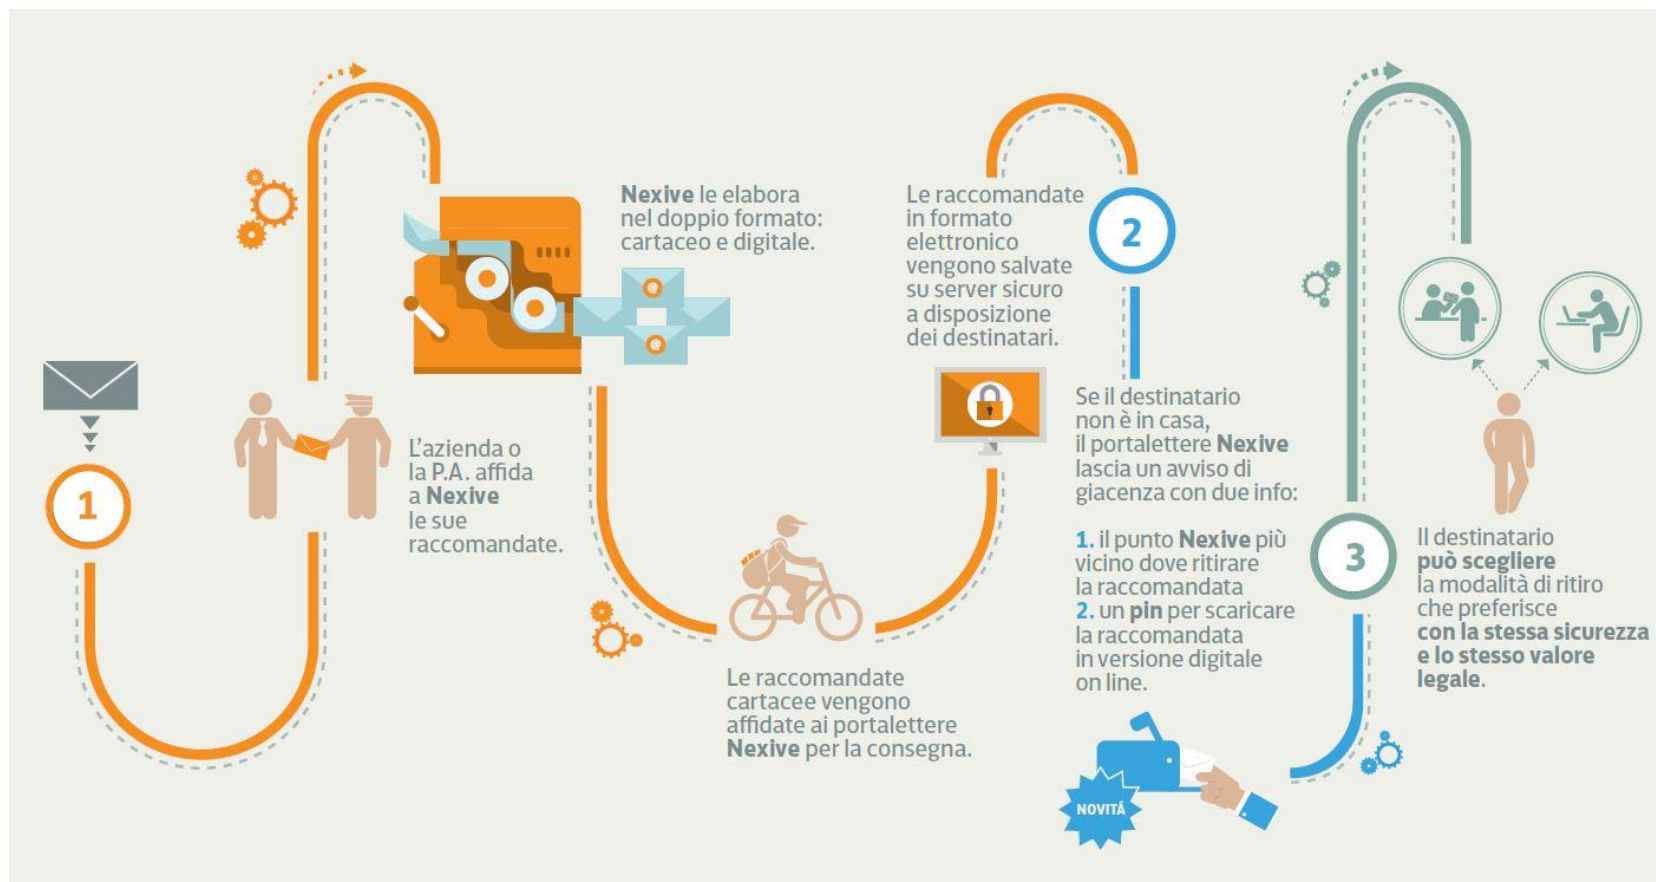 1
L'azienda o
la P.A. affida
a Nexive
le sue
raccomandate.
Nexive le elabora
nel doppio formato:
cartaceo e digitale.
@
@
Le raccomandate
cartacee vengono
affidate ai portalettere
Nexive per la consegna.
Le raccomandate
in formato
elettronico
vengono salvate
su server sicuro
a disposizione
dei destinatari.
2
Se il destinatario
non è in casa,
il portalettere Nexive
lascia un avviso di
giacenza con due info:
1. il punto Nexive più
vicino dove ritirare
la raccomandata
2. un pin per scaricare
la raccomandata
in versione digitale
on line.
NOVITÁ
3
Il destinatario
può scegliere
la modalità di ritiro
che preferisce
con la stessa sicurezza
e lo stesso valore
legale.